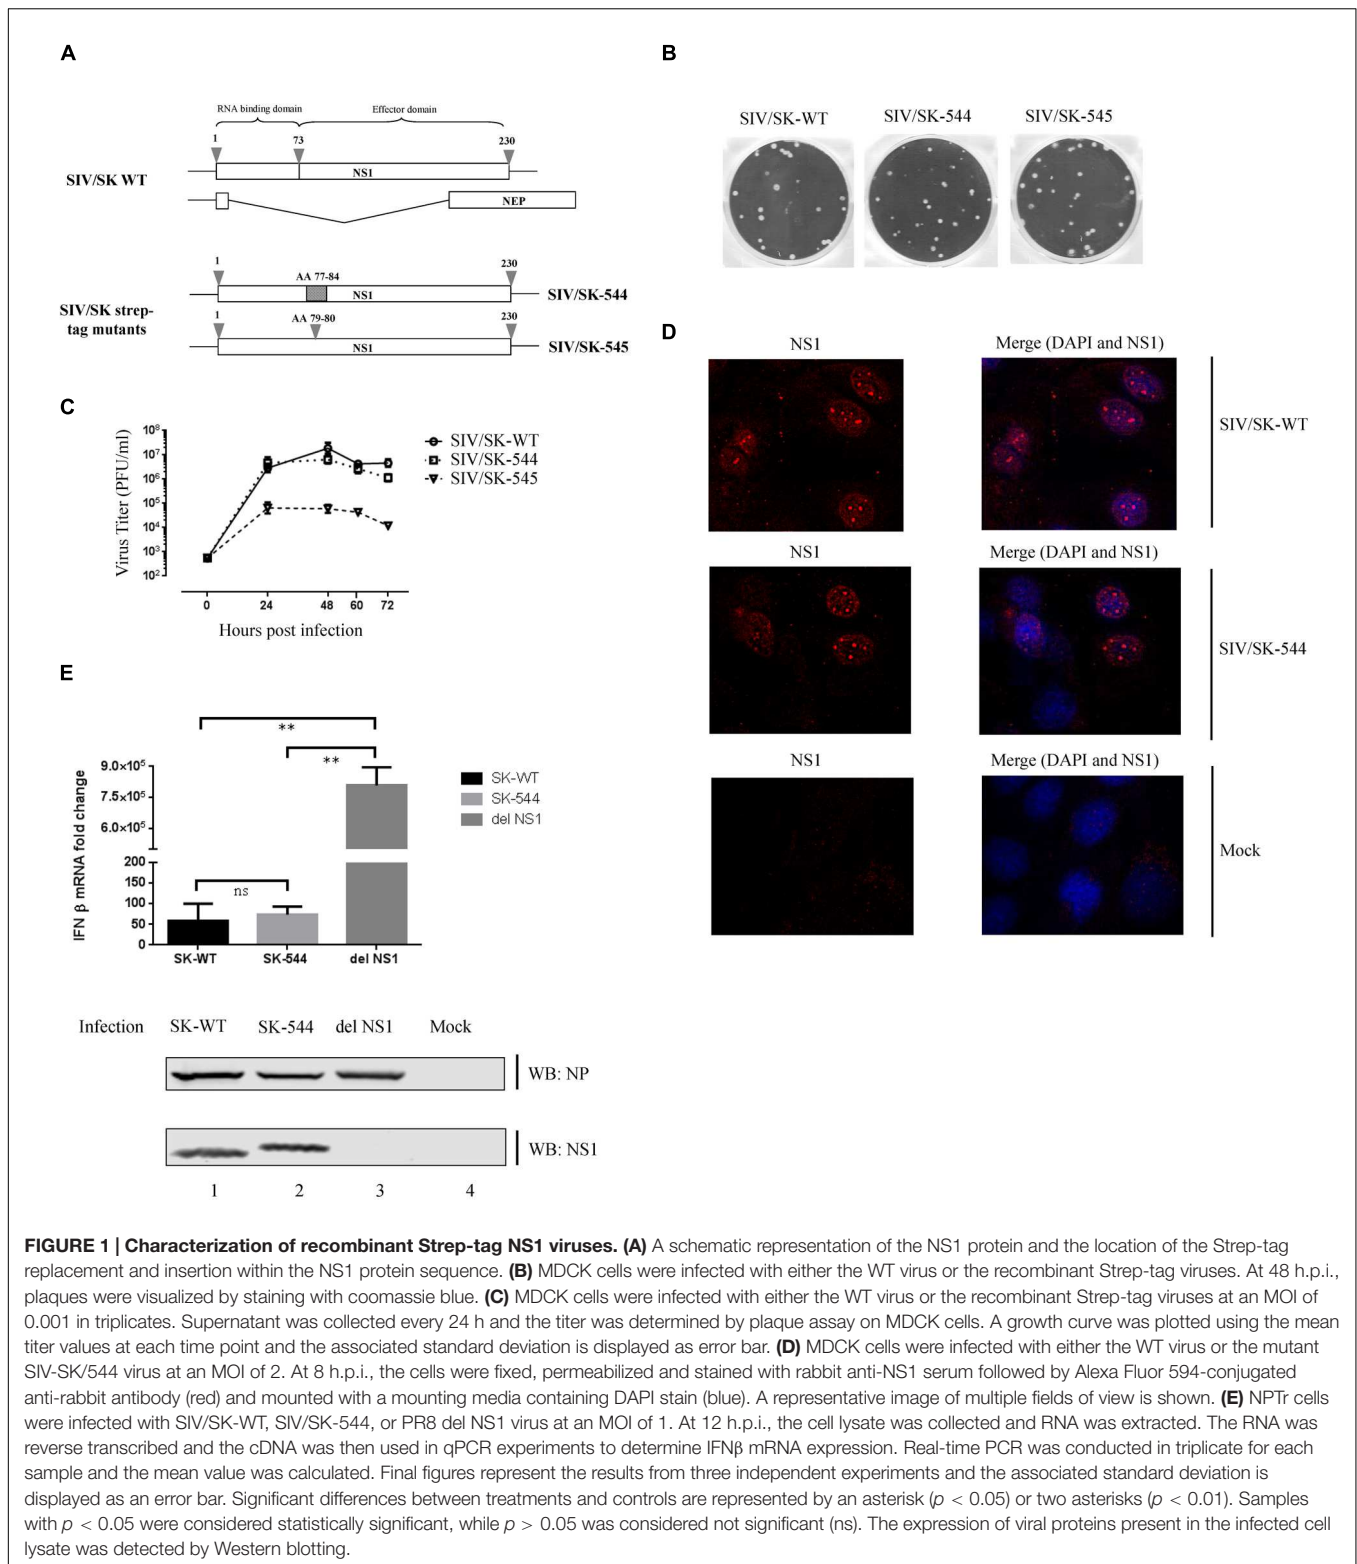 A
RNA binding domain
Effector domain
1
73
230
SIV/SK WT
NS1
NEP
1
AA 77-84
230
NS1
SIV/SK-544
SIV/SK strep-
tag mutants
1
AA 79-80
230
NS1
SIV/SK-545
B
SIV/SK-WT
SIV/SK-544
SIV/SK-545
C
Virus Titer (PFU/ml)
10⁸
10⁷
10⁶
10⁵
10⁴
10³
10²
0
24
48
60
72
Hours post infection
SIV/SK-WT
SIV/SK-544
SIV/SK-545
D
NS1
Merge (DAPI and NS1)
SIV/SK-WT
NS1
Merge (DAPI and NS1)
SIV/SK-544
NS1
Merge (DAPI and NS1)
Mock
E
**
**
IFN β mRNA fold change
9.0×10⁵
7.5×10⁵
6.0×10⁵
200
150
100
50
0
ns
SK-WT
SK-544
del NS1
SK-WT
SK-544
del NS1
Infection SK-WT SK-544 del NS1 Mock
WB: NP
WB: NS1
1 2 3 4
FIGURE 1 | Characterization of recombinant Strep-tag NS1 viruses. (A) A schematic representation of the NS1 protein and the location of the Strep-tag
replacement and insertion within the NS1 protein sequence. (B) MDCK cells were infected with either the WT virus or the recombinant Strep-tag viruses. At 48 h.p.i.,
plaques were visualized by staining with coomassie blue. (C) MDCK cells were infected with either the WT virus or the recombinant Strep-tag viruses at an MOI of
0.001 in triplicates. Supernatant was collected every 24 h and the titer was determined by plaque assay on MDCK cells. A growth curve was plotted using the mean
titer values at each time point and the associated standard deviation is displayed as error bar. (D) MDCK cells were infected with either the WT virus or the mutant
SIV-SK/544 virus at an MOI of 2. At 8 h.p.i., the cells were fixed, permeabilized and stained with rabbit anti-NS1 serum followed by Alexa Fluor 594-conjugated
anti-rabbit antibody (red) and mounted with a mounting media containing DAPI stain (blue). A representative image of multiple fields of view is shown. (E) NPTr cells
were infected with SIV/SK-WT, SIV/SK-544, or PR8 del NS1 virus at an MOI of 1. At 12 h.p.i., the cell lysate was collected and RNA was extracted. The RNA was
reverse transcribed and the cDNA was then used in qPCR experiments to determine IFNβ mRNA expression. Real-time PCR was conducted in triplicate for each
sample and the mean value was calculated. Final figures represent the results from three independent experiments and the associated standard deviation is
displayed as an error bar. Significant differences between treatments and controls are represented by an asterisk (p < 0.05) or two asterisks (p < 0.01). Samples
with p < 0.05 were considered statistically significant, while p > 0.05 was considered not significant (ns). The expression of viral proteins present in the infected cell
lysate was detected by Western blotting.